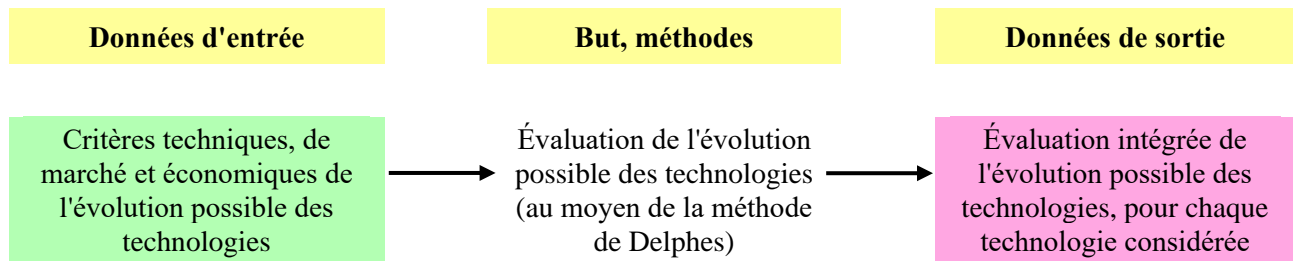 Données d'entrée
But, méthodes
Données de sortie
Critères techniques, de
marché et économiques de
l'évolution possible des
technologies
Évaluation de l'évolution
possible des technologies
(au moyen de la méthode
de Delphes)
Évaluation intégrée de
l'évolution possible des
technologies, pour chaque
technologie considérée